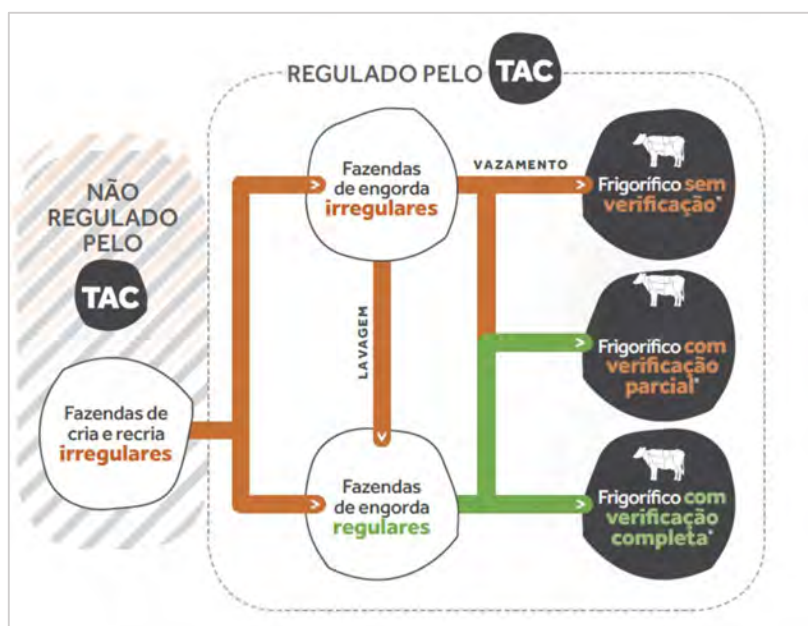 REGULADO PELO TAC
NÃO
REGULADO
PELO
TAC
Fazendas de
cria e recria
irregulares
Fazendas
de engorda
irregulares
LAVAGEM
Fazendas
de engorda
regulares
VAZAMENTO
Frigorífico sem
verificação*
Frigorífico com
verificação
parcial*
Frigorífico com
verificação
completa*